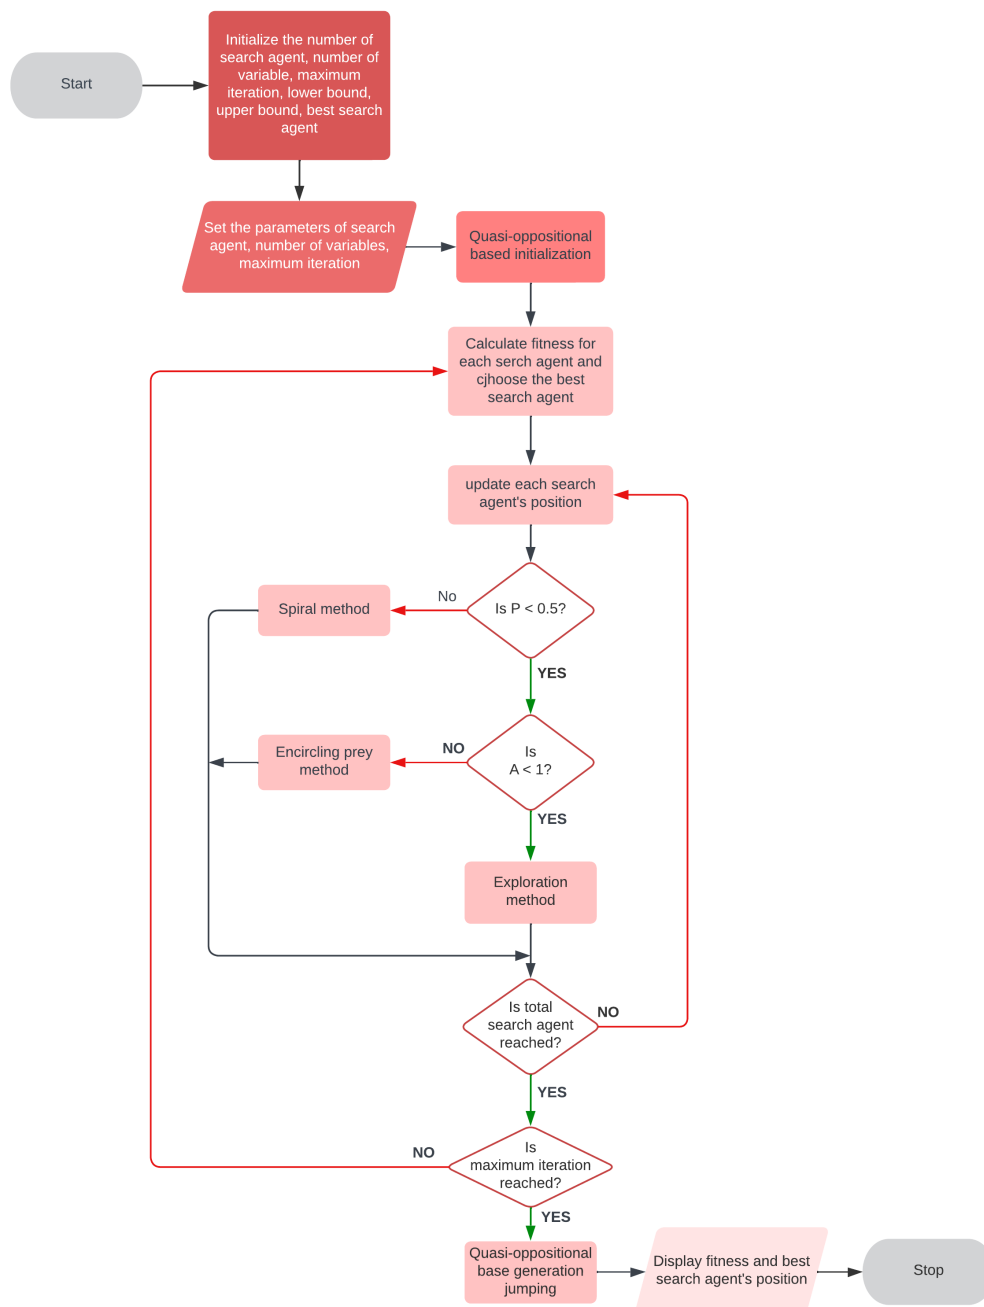 Start
Initialize the number of
search agent, number of
variable, maximum
iteration, lower bound,
upper bound, best search
agent
Set the parameters of search
agent, number of variables,
maximum iteration
Quasi-oppositional
based initialization
Calculate fitness for
each serch agent and
cjhoose the best
search agent
update each search
agent's position
Is P < 0.5?
No
Spiral method
YES
Is
A < 1?
NO
Encircling prey
method
YES
Exploration
method
Is total
search agent
reached?
NO
YES
Is
maximum iteration
reached?
NO
YES
Quasi-oppositional
base generation
jumping
Display fitness and best
search agent's position
Stop